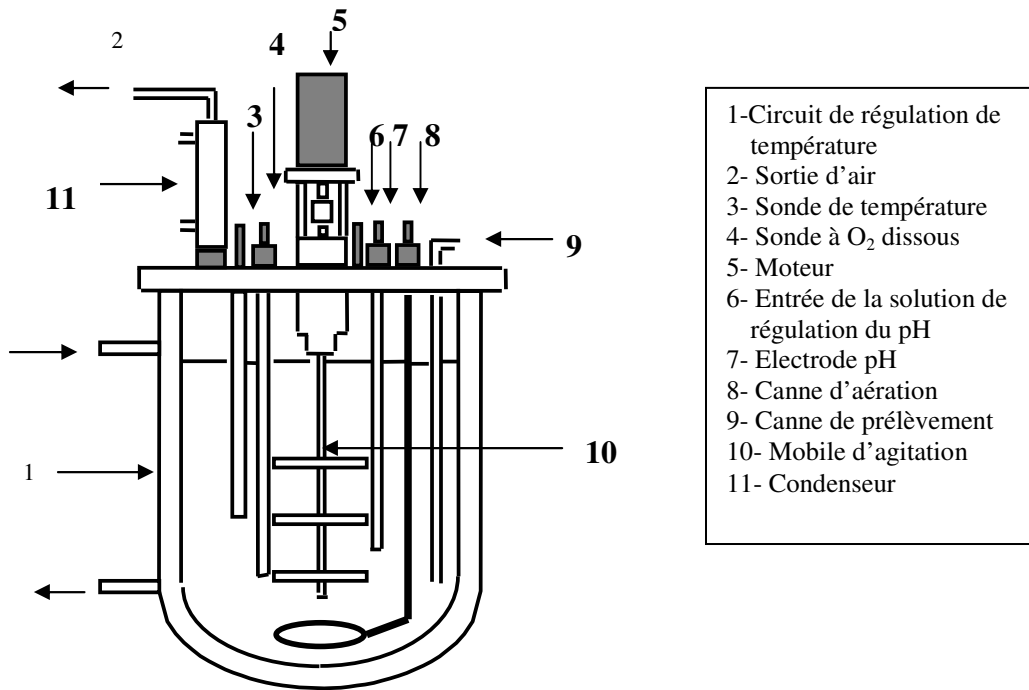 2
5
4
3
6
7
8
11
9
1
10
1-Circuit de régulation de
température
2- Sortie d’air
3- Sonde de température
4- Sonde à O₂ dissous
5- Moteur
6- Entrée de la solution de
régulation du pH
7- Electrode pH
8- Canne d’aération
9- Canne de prélèvement
10- Mobile d’agitation
11- Condenseur